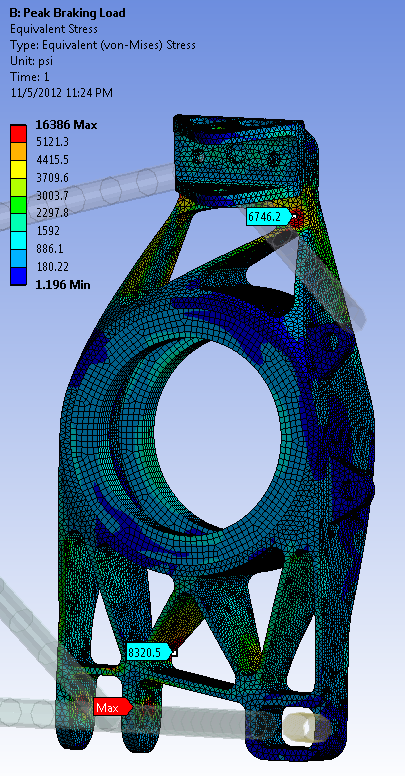 B: Peak Braking Load
Equivalent Stress
Type: Equivalent (von-Mises) Stress
Unit: psi
Time: 1
11/5/2012 11:24 PM
16386 Max
5121.3
4415.5
3709.6
3003.7
2297.8
1592
886.1
180.22
1.196 Min
6746.2
8320.5
Max